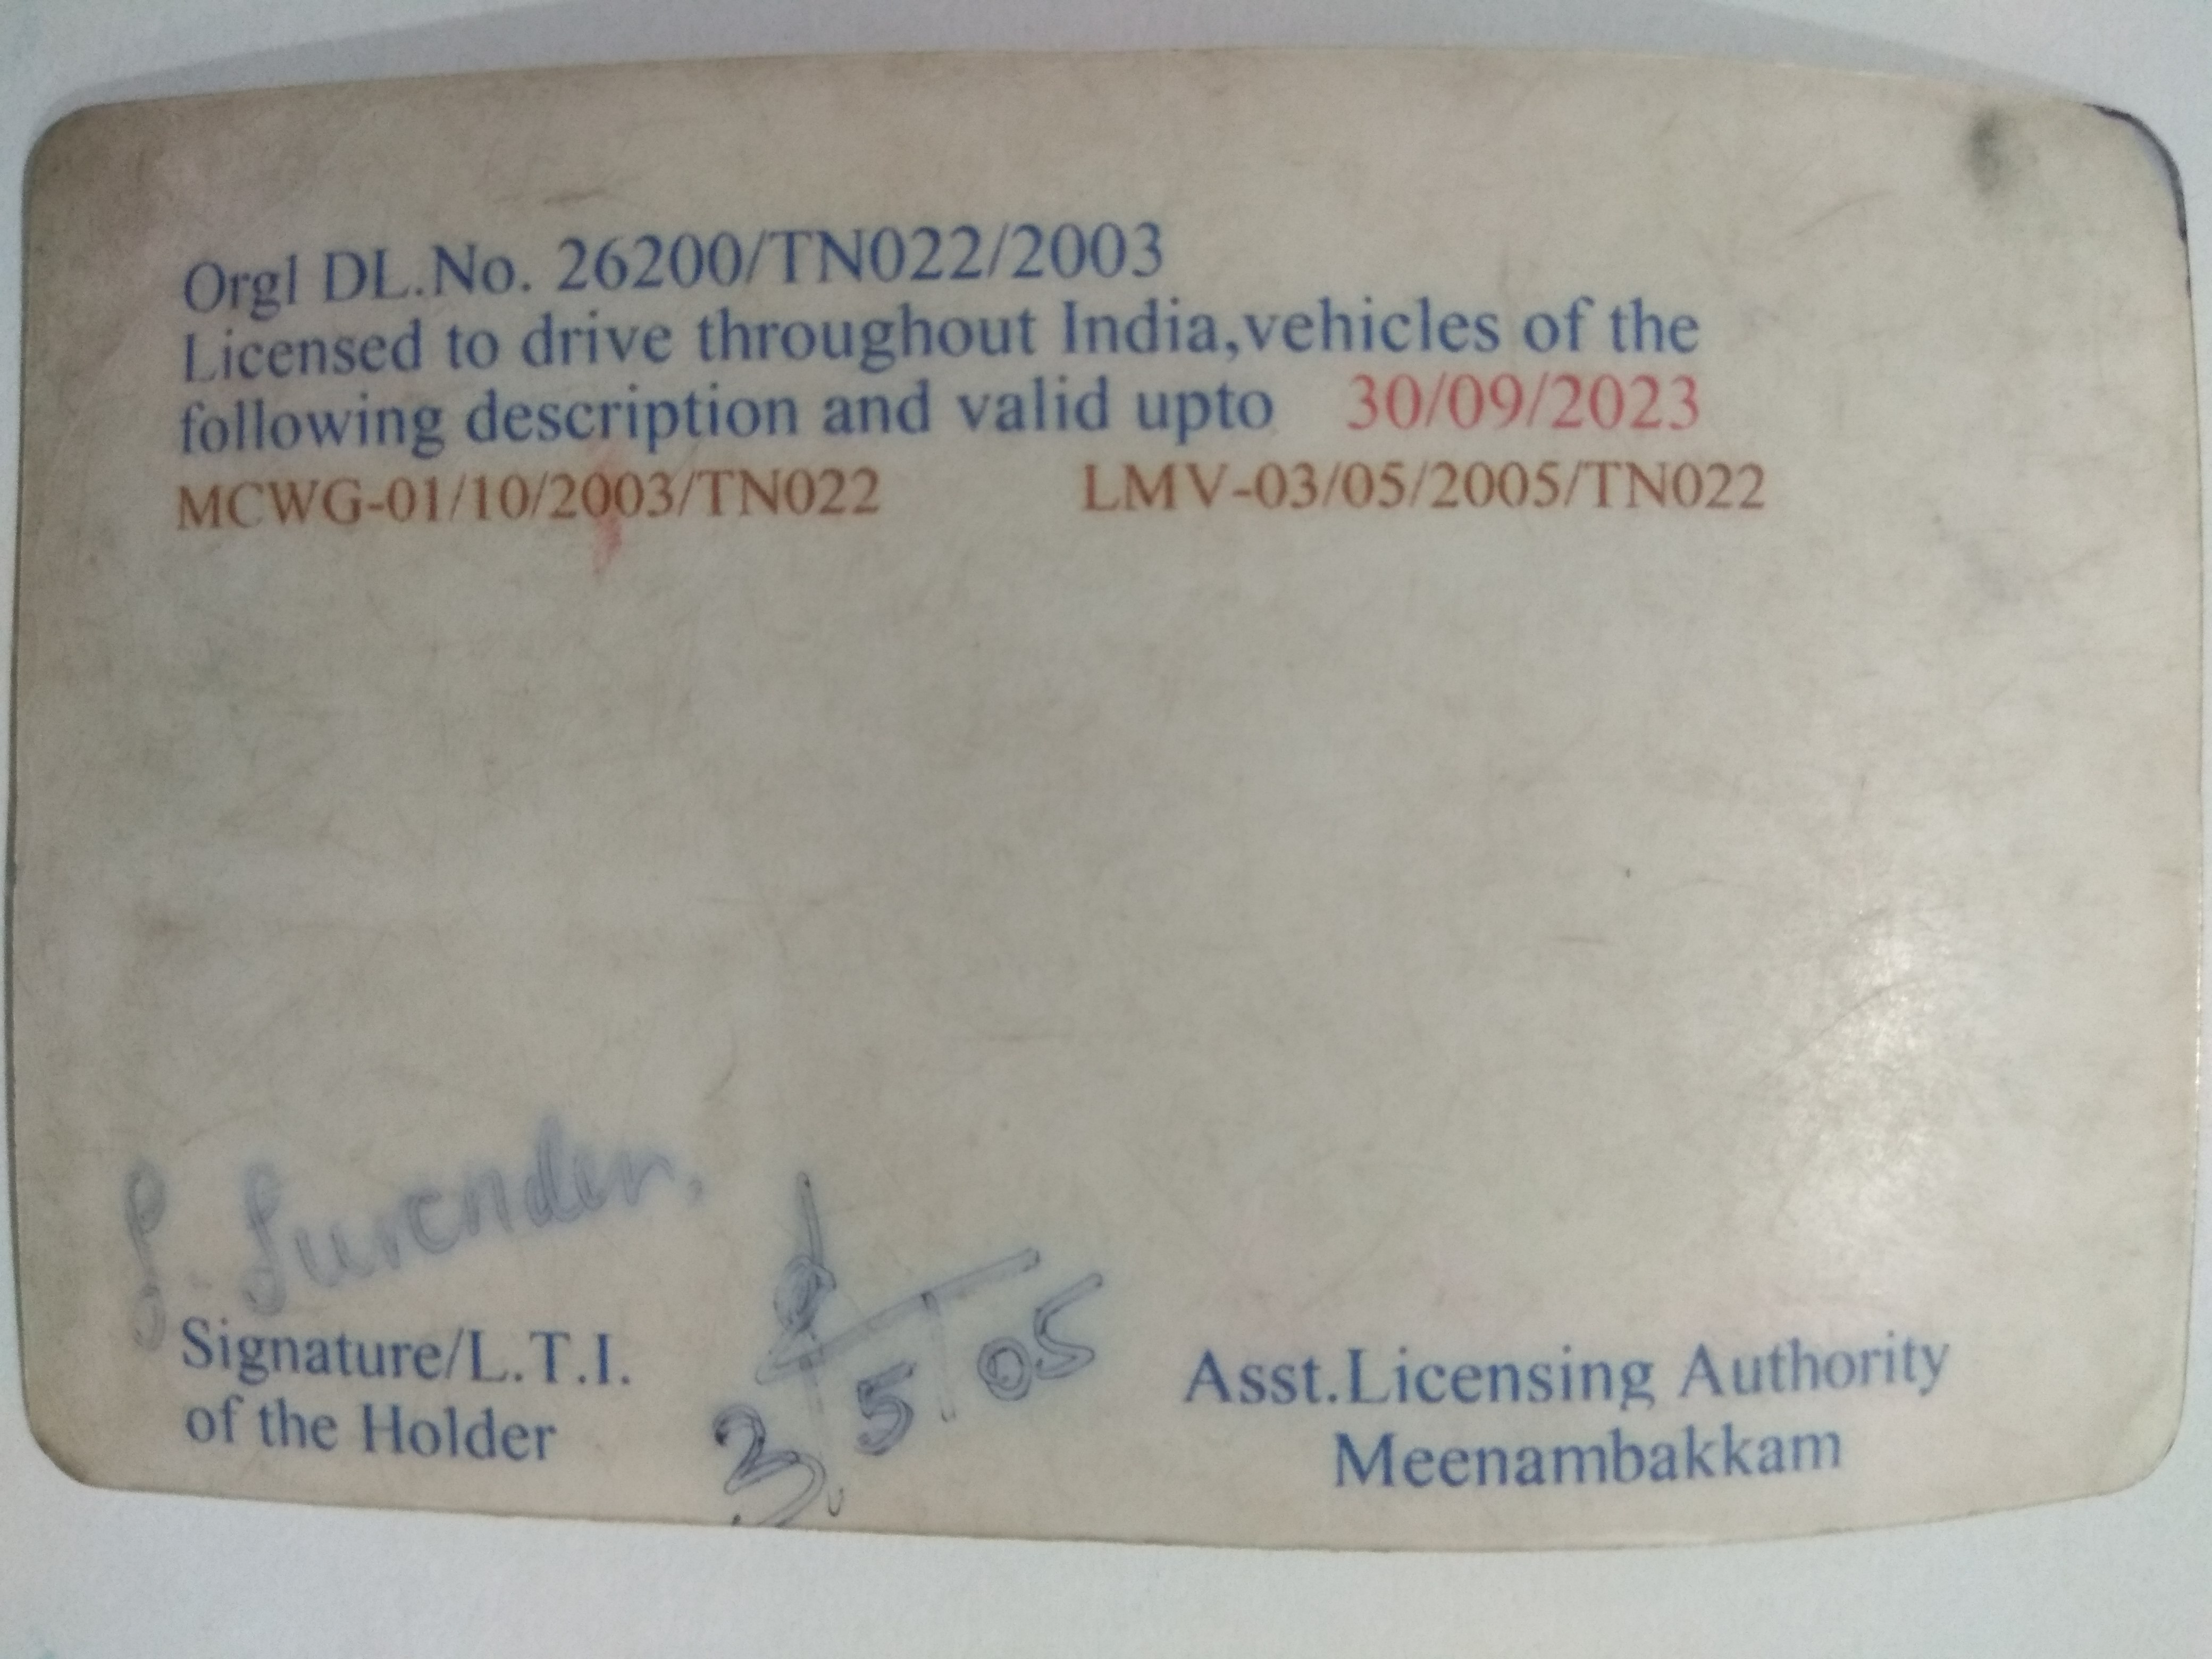 Orgl DL.No. 26200/TN022/2003
Licensed to drive throughout India,vehicles of the
following description and valid upto 30/09/2023
MCWG-01/10/2003/TN022 LMV-03/05/2005/TN022
Surender.
3 5 05
Signature/L.T.I.
of the Holder
Asst.Licensing Authority
Meenambakkam